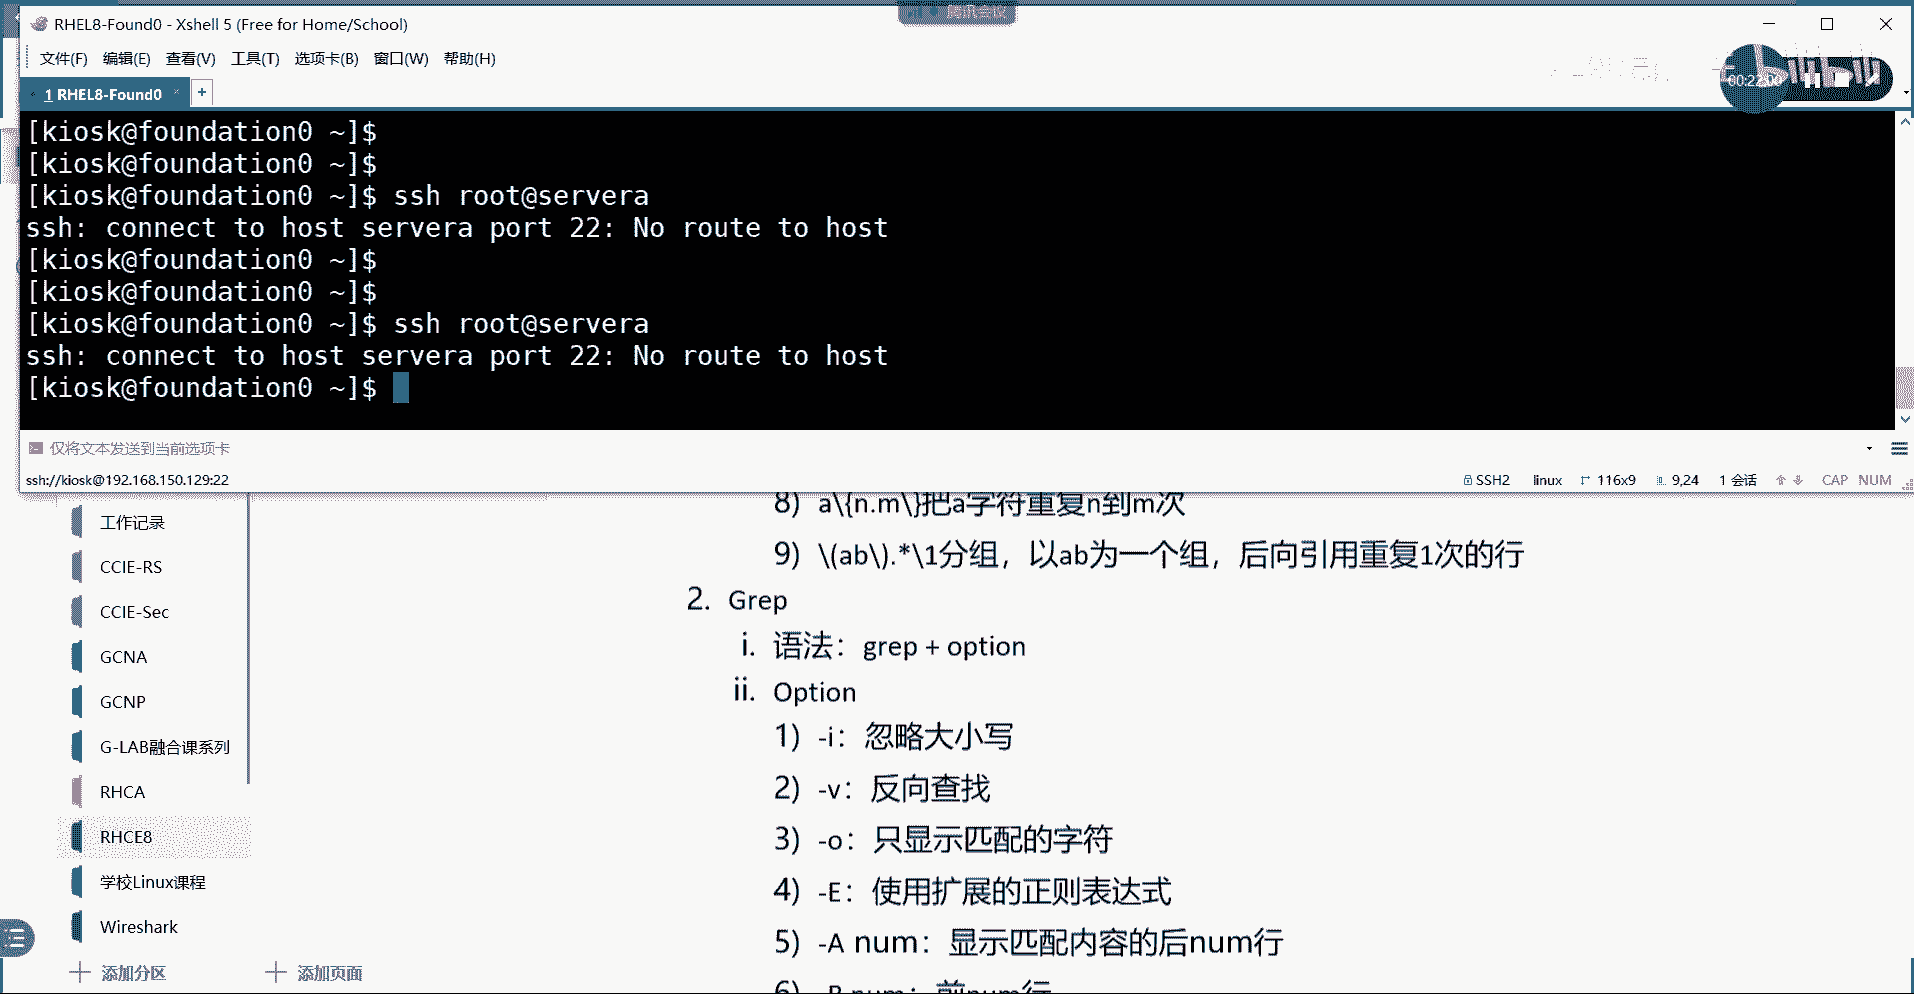 RHEL8-Found0 - Xshell 5 (Free for Home/School)
腾讯会议
文件(F) 编辑(E) 查看(V) 工具(T) 选项卡(B) 窗口(W) 帮助(H)
00:22:00
1 RHEL8-Found0
[kiosk@foundation0 ~]$
[kiosk@foundation0 ~]$
[kiosk@foundation0 ~]$ ssh root@servera
ssh: connect to host servera port 22: No route to host
[kiosk@foundation0 ~]$
[kiosk@foundation0 ~]$
[kiosk@foundation0 ~]$ ssh root@servera
ssh: connect to host servera port 22: No route to host
[kiosk@foundation0 ~]$
仅将文本发送到当前选项卡
ssh://kiosk@192.168.150.129:22
SSH2 linux 116x9 9,24 1 会话 CAP NUM
工作记录
CCIE-RS
CCIE-Sec
GCNA
GCNP
G-LAB融合课系列
RHCA
RHCE8
学校Linux课程
Wireshark
添加分区 添加页面
8) a\{n.m\}把a字符重复n到m次
9) \(ab\).*\1分组，以ab为一个组，后向引用重复1次的行
2. Grep
i. 语法：grep + option
ii. Option
1) -i：忽略大小写
2) -v：反向查找
3) -o：只显示匹配的字符
4) -E：使用扩展的正则表达式
5) -A num：显示匹配内容的后num行
6) -B num：前num行